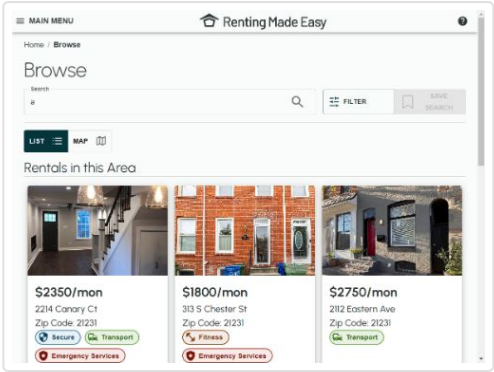 MAIN MENU
Renting Made Easy
Home / Browse
Browse
Search
a
FILTER
SAVE SEARCH
LIST
MAP
Rentals in this Area
$2350/mon
2214 Canary Ct
Zip Code: 21231
Secure
Transport
Emergency Services
$1800/mon
313 S Chester St
Zip Code: 21231
Fitness
Emergency Services
$2750/mon
2112 Eastern Ave
Zip Code: 21231
Transport